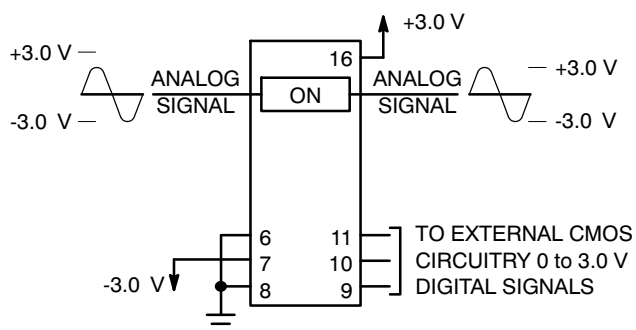 +3.0 V
16
+3.0 V
ANALOG
SIGNAL
ON
ANALOG
SIGNAL
+3.0 V
-3.0 V
-3.0 V
6
7
8
11
10
9
TO EXTERNAL CMOS
CIRCUITRY 0 to 3.0 V
DIGITAL SIGNALS
-3.0 V